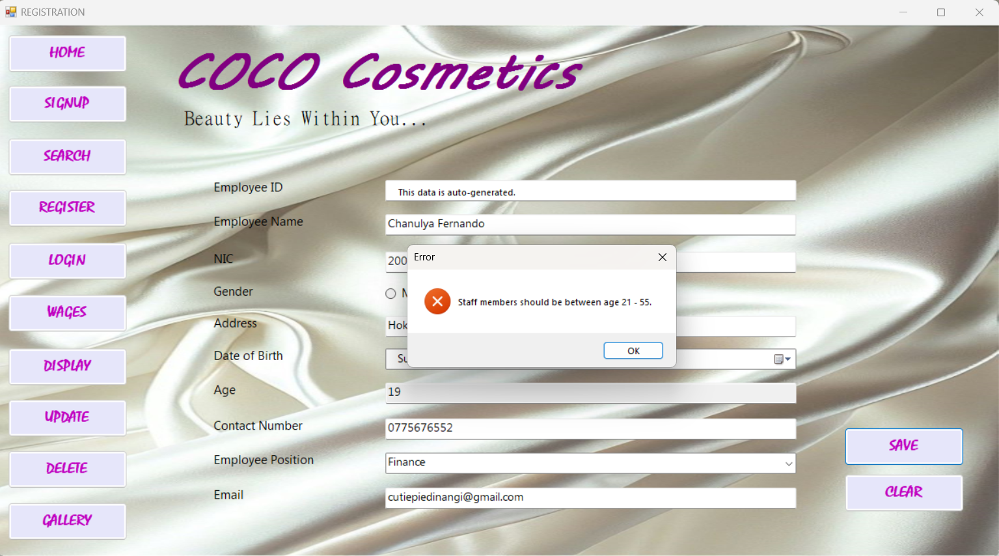 REGISTRATION
HOME
SIGNUP
SEARCH
REGISTER
LOGIN
WAGES
DISPLAY
UPDATE
DELETE
GALLERY
COCO Cosmetics
Beauty Lies Within You...
Employee ID
This data is auto-generated.
Employee Name
Chanulya Fernando
NIC
200
Gender
Address
Hok
Date of Birth
Su
Age
19
Contact Number
0775676552
Employee Position
Finance
Email
cutiepiedinangi@gmail.com
Error
Staff members should be between age 21 - 55.
OK
SAVE
CLEAR